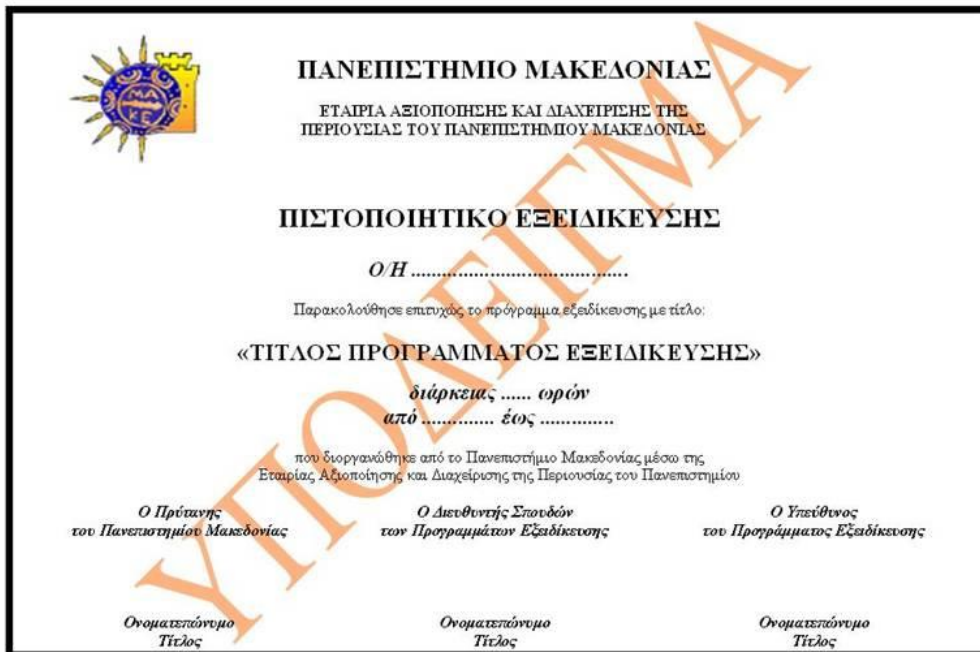 ΜΑ
ΚΕ
ΠΑΝΕΠΙΣΤΗΜΙΟ ΜΑΚΕΔΟΝΙΑΣ
ΕΤΑΙΡΙΑ ΑΞΙΟΠΟΙΗΣΗΣ ΚΑΙ ΔΙΑΧΕΙΡΙΣΗΣ ΤΗΣ
ΠΕΡΙΟΥΣΙΑΣ ΤΟΥ ΠΑΝΕΠΙΣΤΗΜΙΟΥ ΜΑΚΕΔΟΝΙΑΣ
ΠΙΣΤΟΠΟΙΗΤΙΚΟ ΕΞΕΙΔΙΚΕΥΣΗΣ
Ο/Η ..........................................
Παρακολούθησε επιτυχώς το πρόγραμμα εξειδίκευσης με τίτλο:
«ΤΙΤΛΟΣ ΠΡΟΓΡΑΜΜΑΤΟΣ ΕΞΕΙΔΙΚΕΥΣΗΣ»
διάρκειας ...... ωρών
από .............. έως ..............
που διοργανώθηκε από το Πανεπιστήμιο Μακεδονίας μέσω της
Εταιρίας Αξιοποίησης και Διαχείρισης της Περιουσίας του Πανεπιστημίου
Ο Πρύτανης Ο Διευθυντής Σπουδών Ο Υπεύθυνος
του Πανεπιστημίου Μακεδονίας των Προγραμμάτων Εξειδίκευσης του Προγράμματος Εξειδίκευσης
Ονοματεπώνυμο Ονοματεπώνυμο Ονοματεπώνυμο
Τίτλος Τίτλος Τίτλος
ΥΠΟΔΕΙΓΜΑ